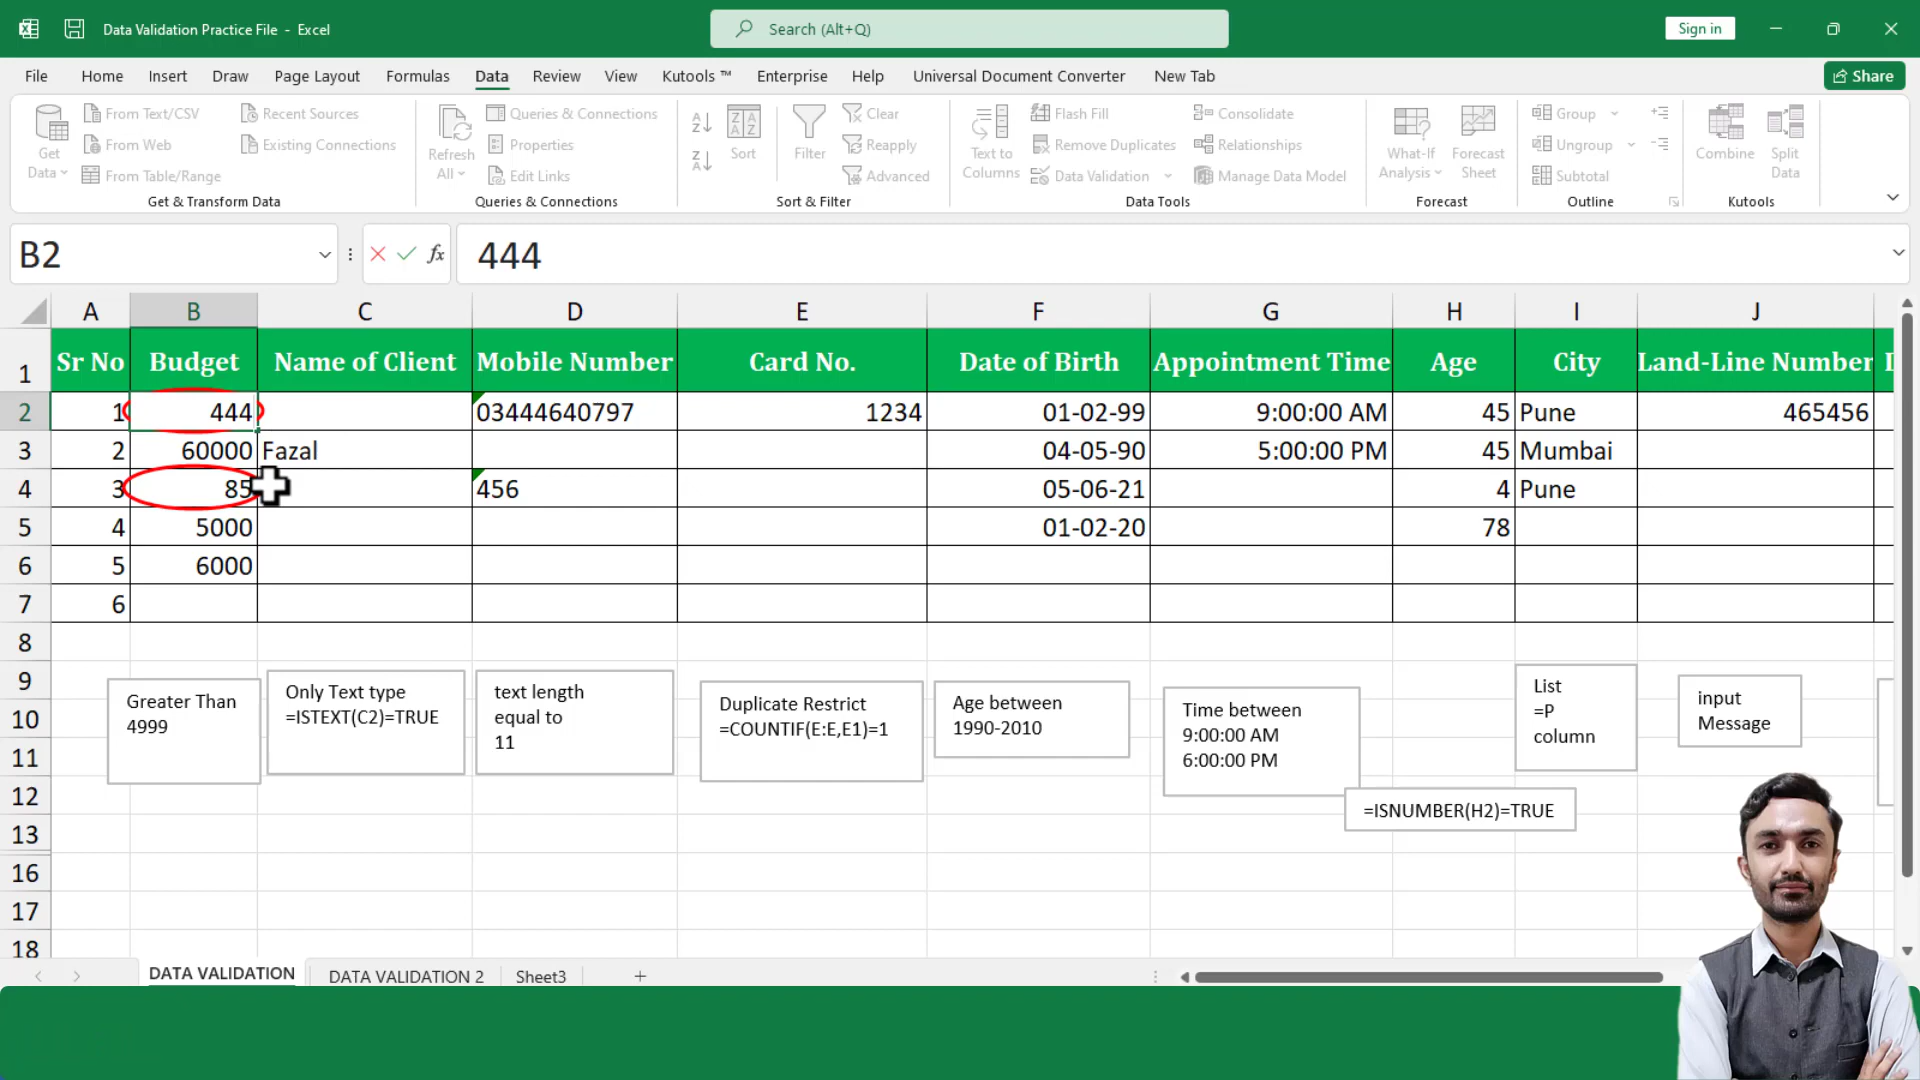 Data Validation Practice File - Excel
Search (Alt+Q)
Sign in
File Home Insert Draw Page Layout Formulas Data Review View Kutools ™ Enterprise Help Universal Document Converter New Tab
Share
Get Data
From Text/CSV
From Web
From Table/Range
Recent Sources
Existing Connections
Get & Transform Data
Refresh All
Queries & Connections
Properties
Edit Links
Queries & Connections
Sort
Filter
Clear
Reapply
Advanced
Sort & Filter
Text to Columns
Flash Fill
Remove Duplicates
Data Validation
Consolidate
Relationships
Manage Data Model
Data Tools
What-If Analysis
Forecast Sheet
Forecast
Group
Ungroup
Subtotal
Outline
Combine
Split Data
Kutools
B2 fx 444
A B C D E F G H I J
1 Sr No Budget Name of Client Mobile Number Card No. Date of Birth Appointment Time Age City Land-Line Number
2 1 444 03444640797 1234 01-02-99 9:00:00 AM 45 Pune 465456
3 2 60000 Fazal 04-05-90 5:00:00 PM 45 Mumbai
4 3 85 456 05-06-21 4 Pune
5 4 5000 01-02-20 78
6 5 6000
7 6
8
9
10
11
12
13
16
17
18
Greater Than
4999
Only Text type
=ISTEXT(C2)=TRUE
text length
equal to
11
Duplicate Restrict
=COUNTIF(E:E,E1)=1
Age between
1990-2010
Time between
9:00:00 AM
6:00:00 PM
=ISNUMBER(H2)=TRUE
List
=P
column
input
Message
DATA VALIDATION DATA VALIDATION 2 Sheet3